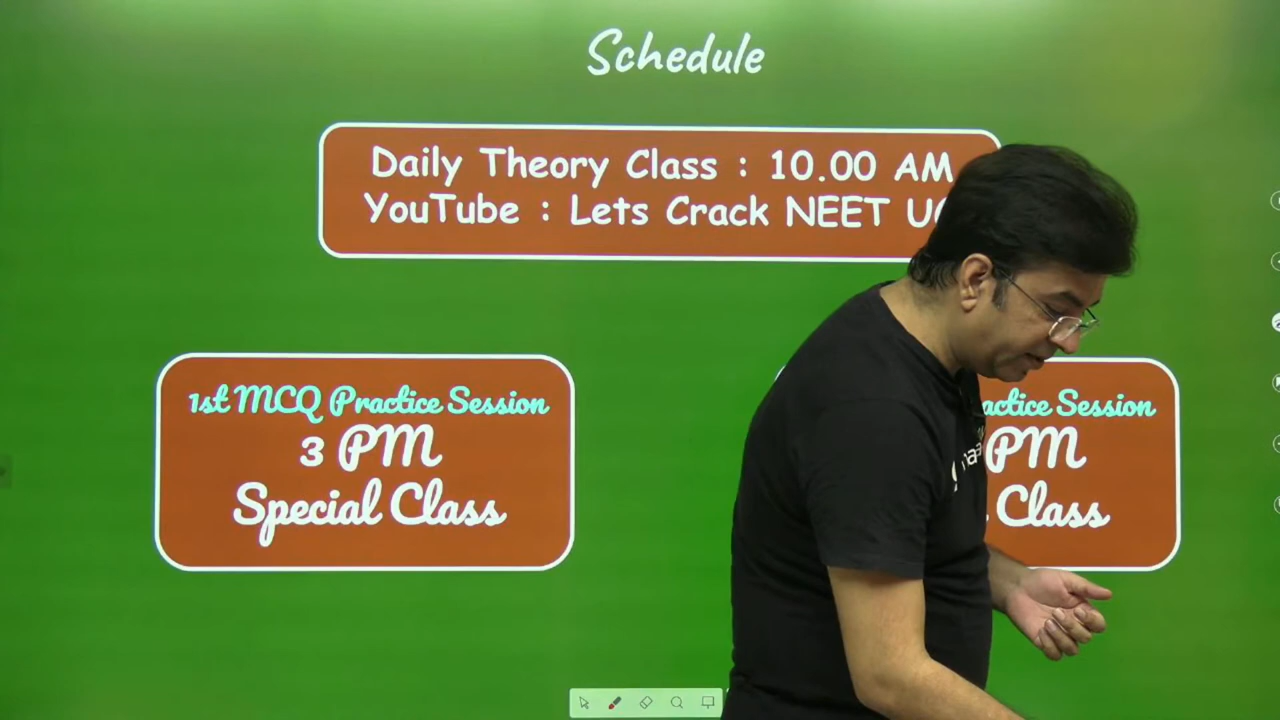 Schedule
Daily Theory Class : 10.00 AM
YouTube : Lets Crack NEET
1st MCQ Practice Session
3 PM
Special Class
Session
PM
Class